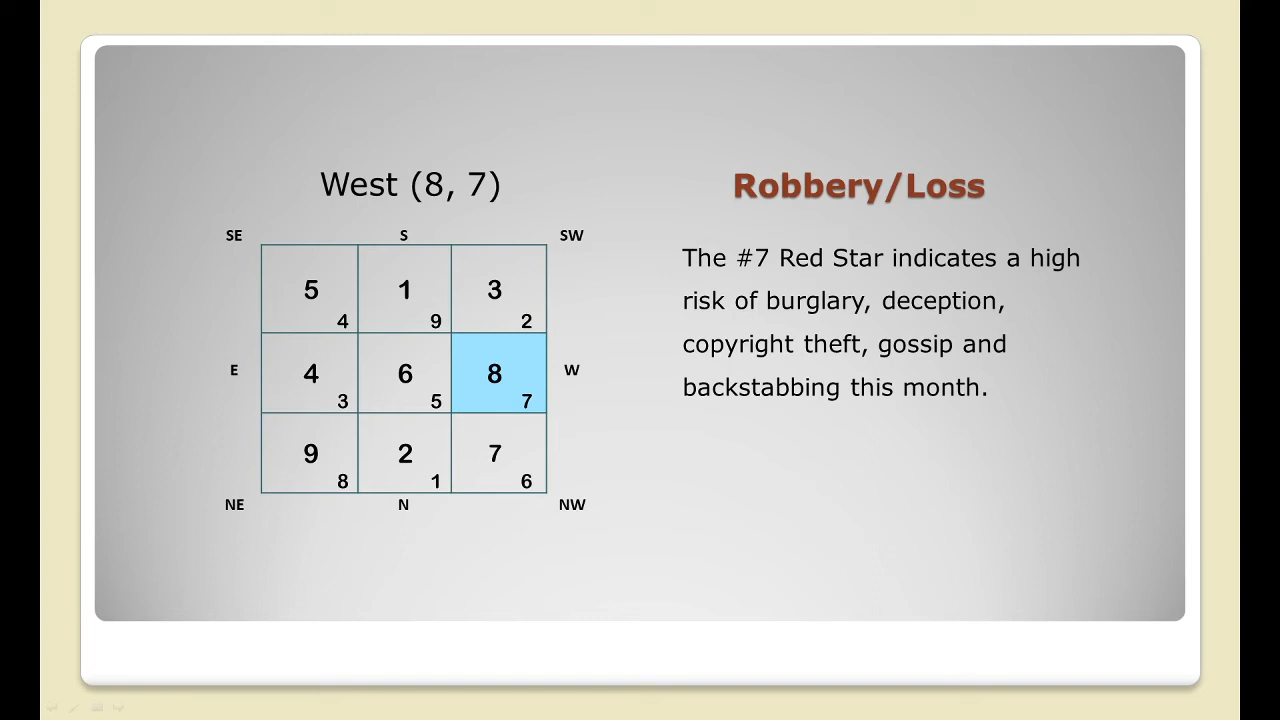 West (8, 7)
Robbery/Loss
SE S SW
5 1 3
4 9 2
E 4 6 8 W
3 5 7
9 2 7
8 1 6
NE N NW
The #7 Red Star indicates a high
risk of burglary, deception,
copyright theft, gossip and
backstabbing this month.